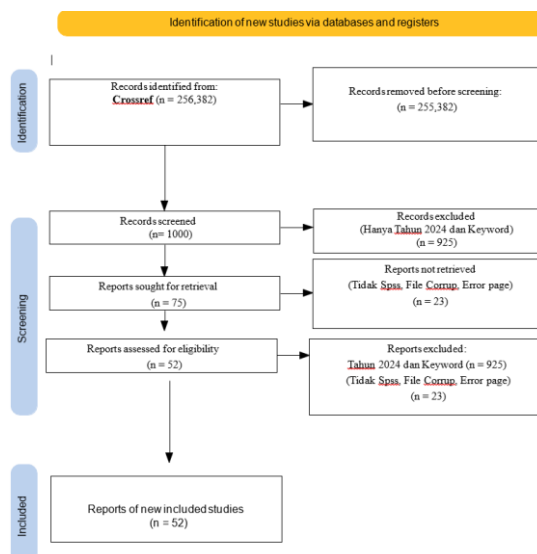 Identification of new studies via databases and registers
Identification
Records identified from:
Crossref (n = 256,382)
Records removed before screening:
(n = 255,382)
Screening
Records screened
(n= 1000)
Records excluded
(Hanya Tahun 2024 dan Keyword)
(n = 925)
Reports sought for retrieval
(n = 75)
Reports not retrieved
(Tidak Spss, File Corrup, Error page)
(n = 23)
Reports assessed for eligibility
(n = 52)
Reports excluded:
Tahun 2024 dan Keyword (n = 925)
(Tidak Spss, File Corrup, Error page)
(n = 23)
Included
Reports of new included studies
(n = 52)